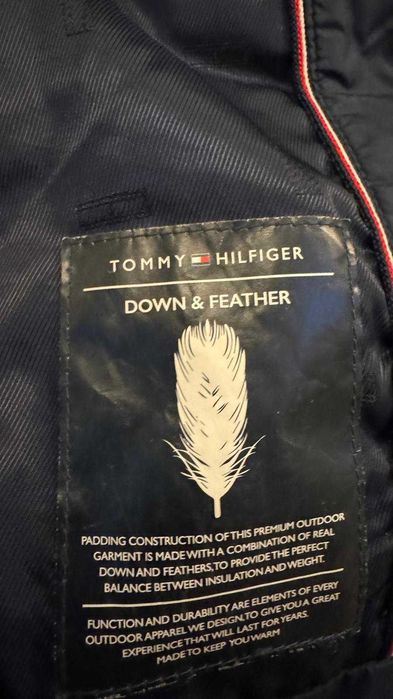 TOMMY HILFIGER
DOWN & FEATHER
PADDING CONSTRUCTION OF THIS PREMIUM OUTDOOR
GARMENT IS MADE WITH A COMBINATION OF REAL
DOWN AND FEATHERS, TO PROVIDE THE PERFECT
BALANCE BETWEEN INSULATION AND WEIGHT.
FUNCTION AND DURABILITY ARE ELEMENTS OF EVERY
OUTDOOR APPAREL WE DESIGN, TO GIVE YOU A GREAT
EXPERIENCE THAT WILL LAST FOR YEARS.
MADE TO KEEP YOU WARM